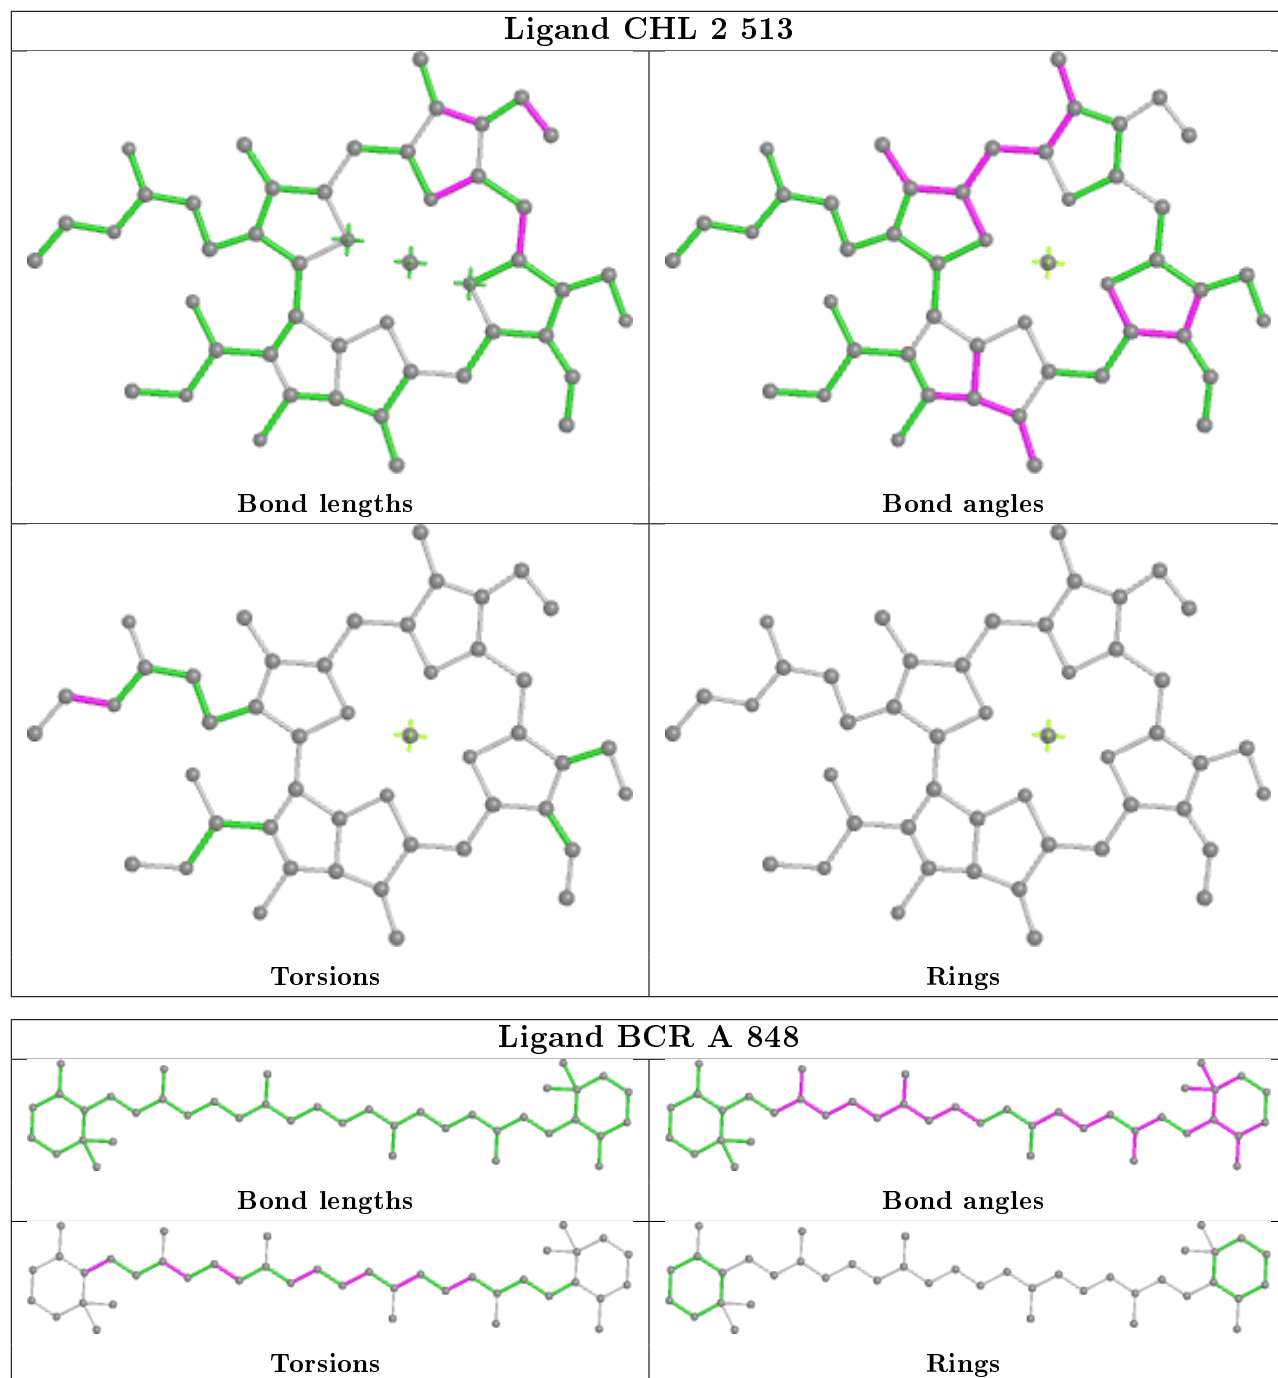 Ligand CHL 2 513
Bond lengths
Bond angles
Torsions
Rings
Ligand BCR A 848
Bond lengths
Bond angles
Torsions
Rings